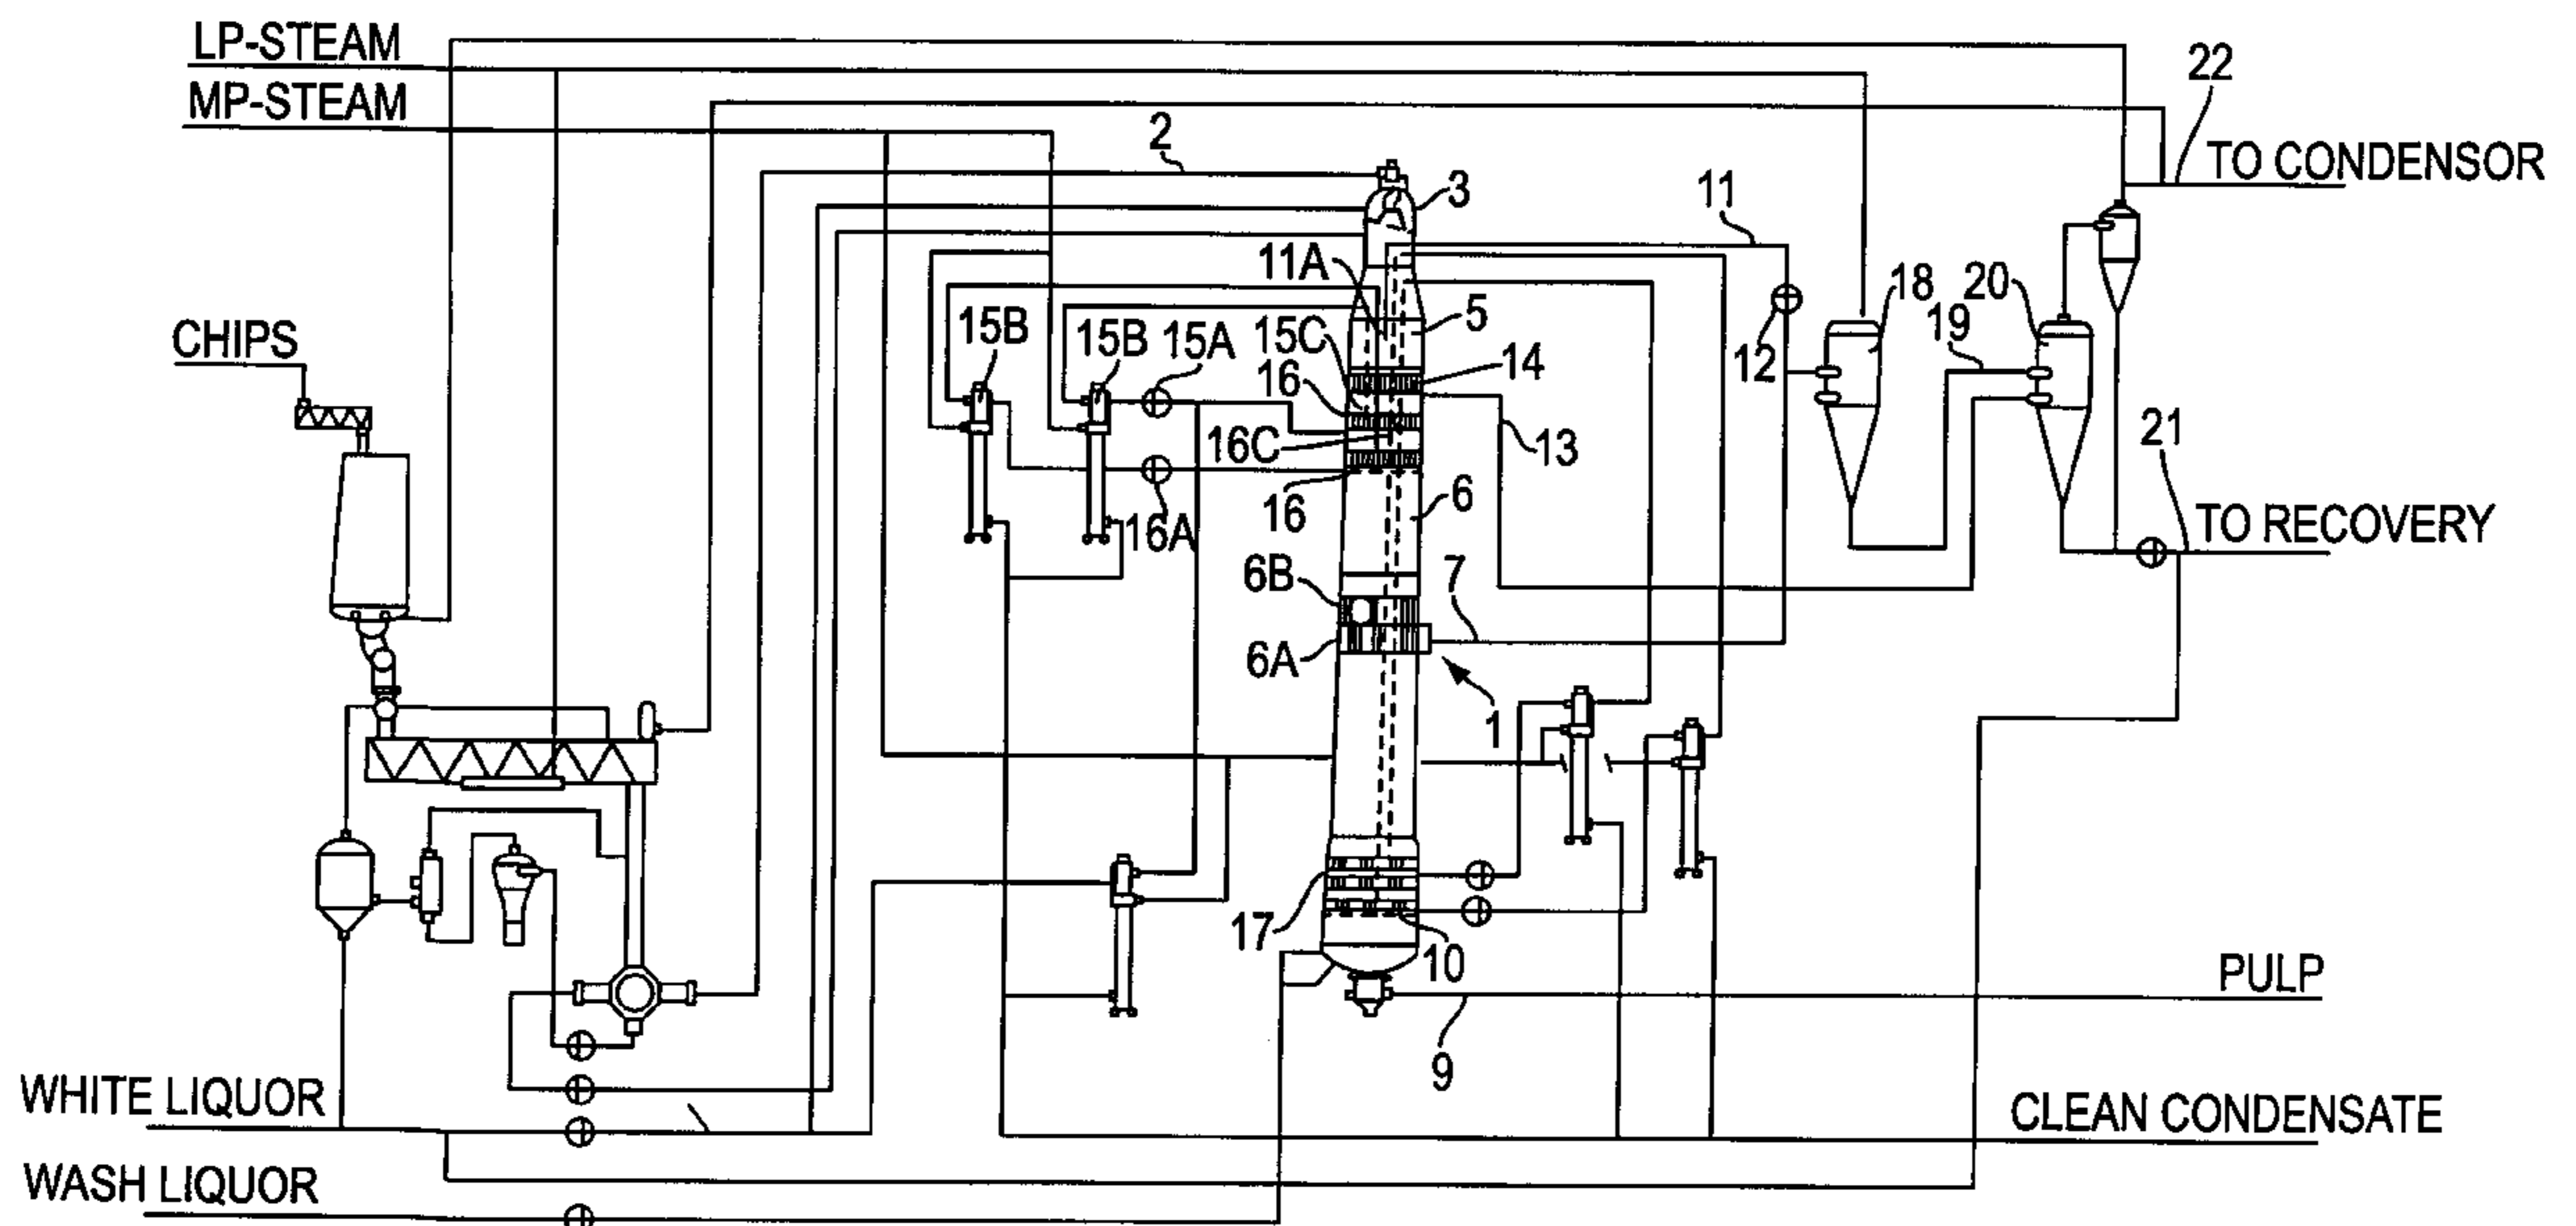 LP-STEAM
MP-STEAM
22
2
TO CONDENSOR
3
11
11A
18
20
CHIPS
15B
15B
15A
15C
5
19
16
14
12
16C
13
21
16
6
16A
TO RECOVERY
6B
7
6A
1
17
10
PULP
9
WHITE LIQUOR
CLEAN CONDENSATE
WASH LIQUOR